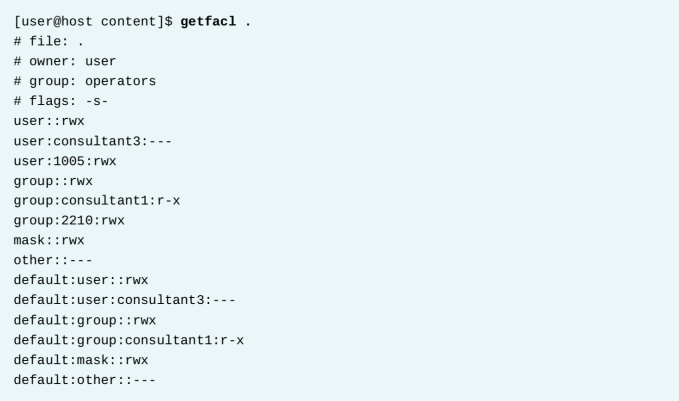 [user@host content]$ getfacl .
# file: .
# owner: user
# group: operators
# flags: -s-
user::rwx
user:consultant3:---
user:1005:rwx
group::rwx
group:consultant1:r-x
group:2210:rwx
mask::rwx
other::---
default:user::rwx
default:user:consultant3:---
default:group::rwx
default:group:consultant1:r-x
default:mask::rwx
default:other::---